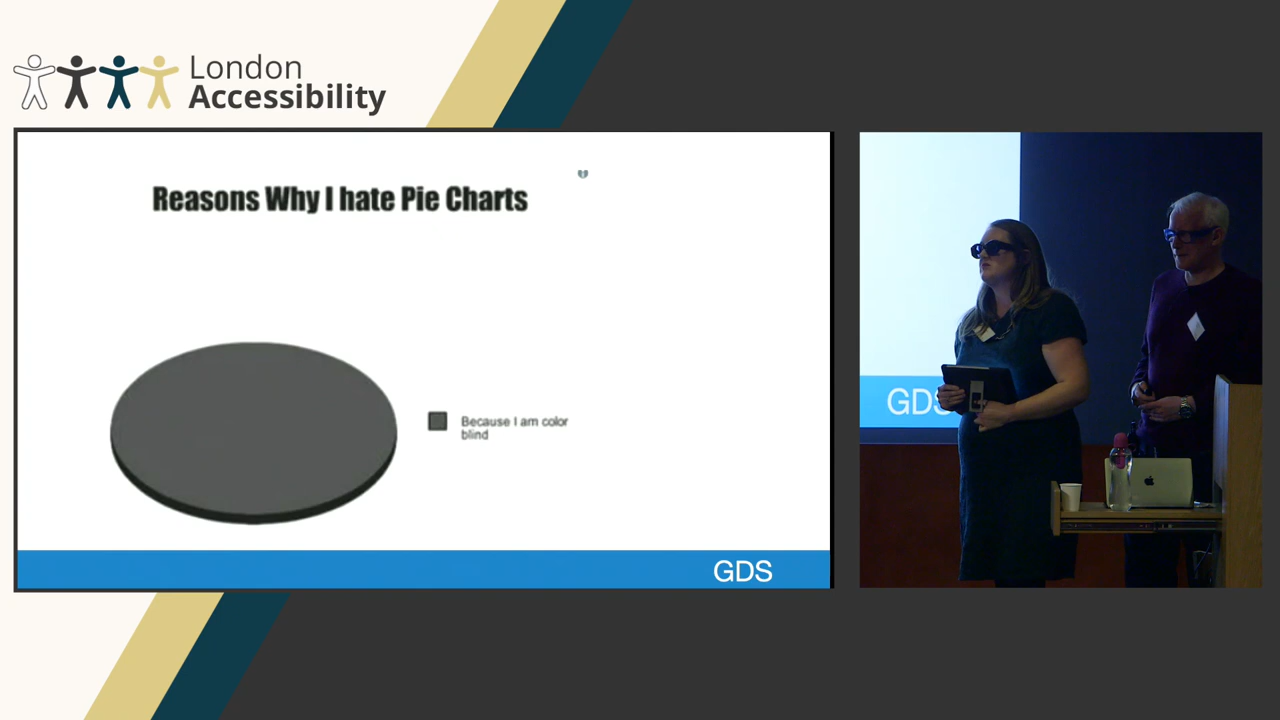 London
Accessibility
Reasons Why I hate Pie Charts
Because I am color
blind
GDS
GDS